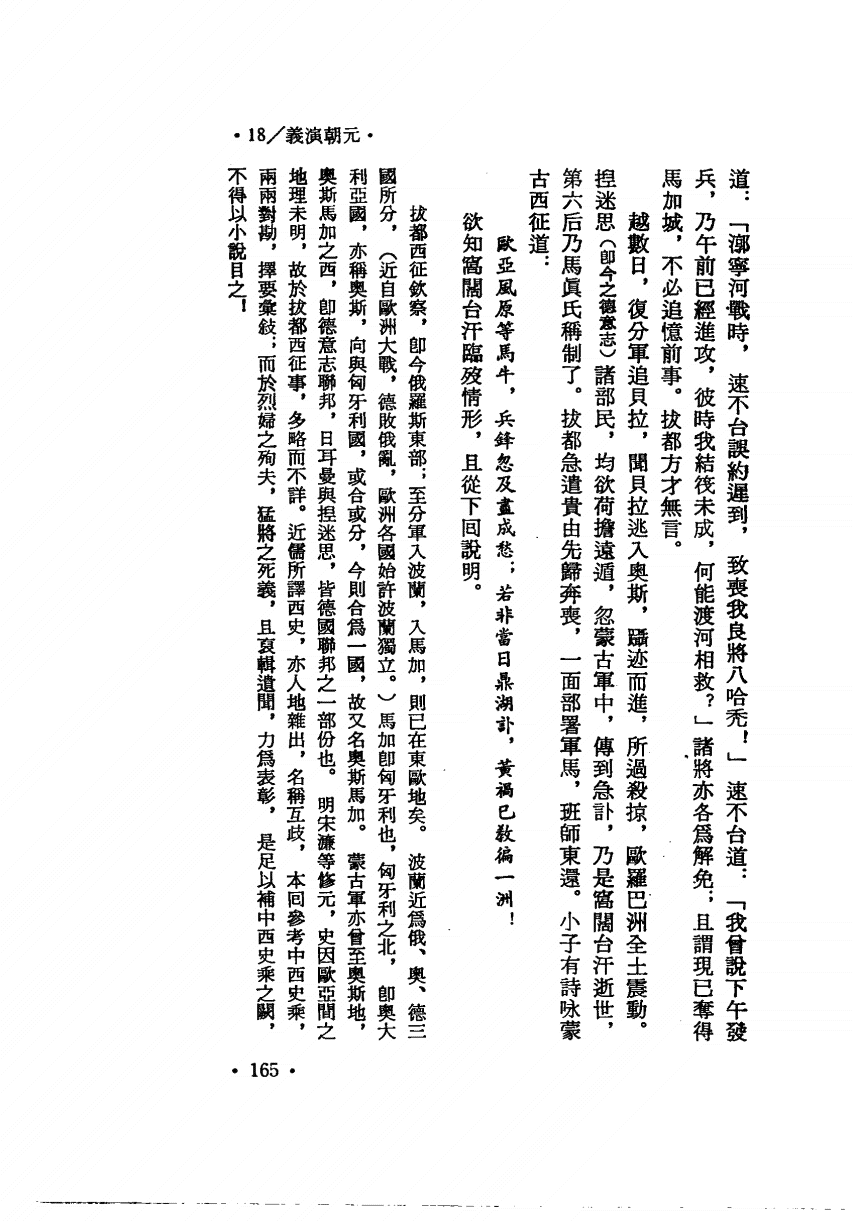 ·18／義演朝元·
道：「漷寧河戰時，速不台誤約遲到，致喪我良將八哈禿！」速不台道：「我曾說下午發
兵，乃午前已經進攻，彼時我結筏未成，何能渡河相救？」諸將亦各爲解免；且謂現已奪得
馬加城，不必追憶前事。拔都方才無言。
越數日，復分軍追貝拉，聞貝拉逃入奧斯，躡迹而進，所過殺掠，歐羅巴洲全土震動。
捏迷思（卽今之德意志）諸部民，均欲荷擔遠遁，忽蒙古軍中，傳到急訃，乃是窩闊台汗逝世，
第六后乃馬眞氏稱制了。拔都急遣貴由先歸奔喪，一面部署軍馬，班師東還。小子有詩咏蒙
古西征道：
歐亞風原等馬牛，兵鋒忽及盡成愁；若非當日鼎湖訃，黃禍已教徧一洲！
欲知窩闊台汗臨歿情形，且從下回說明。
拔都西征欽察，卽今俄羅斯東部；至分軍入波蘭，入馬加，則已在東歐地矣。波蘭近爲俄、奧、德三
國所分，（近自歐洲大戰，德敗俄亂，歐洲各國始許波蘭獨立。）馬加卽匈牙利也，匈牙利之北，卽奧大
利亞國，亦稱奧斯，向與匈牙利國，或合或分，今則合爲一國，故又名奧斯馬加。蒙古軍亦曾至奧斯地，
奧斯馬加之西，卽德意志聯邦，日耳曼與捏迷思，皆德國聯邦之一部份也。明宋濂等修元，史因歐亞間之
地理未明，故於拔都西征事，多略而不詳。近儒所譯西史，亦人地雜出，名稱互歧，本回參考中西史乘，
兩兩對勘，擇要彙敍；而於烈婦之殉夫，猛將之死義，且裒輯遺聞，力爲表彰，是足以補中西史乘之闕，
不得以小說目之！
·165·